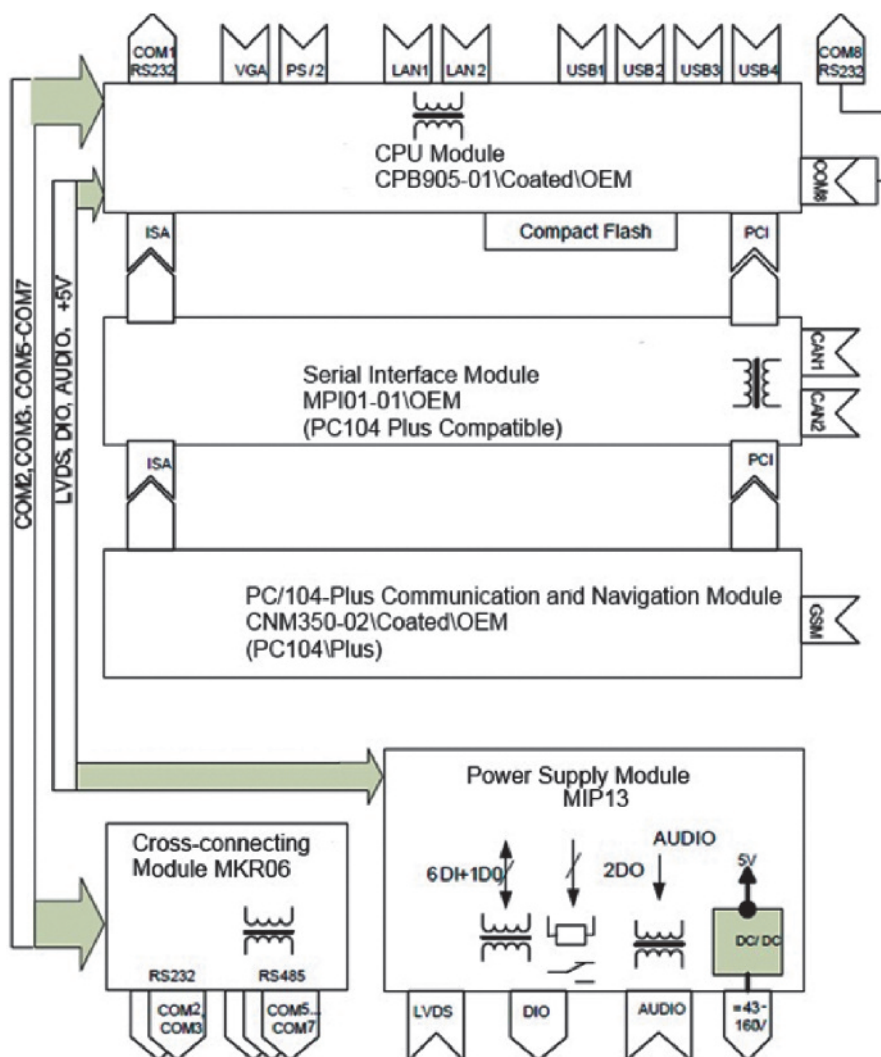 COM1
RS232
VGA
PS/2
LAN1
LAN2
USB1
USB2
USB3
USB4
COM8
RS232
CPU Module
CPB905-01\Coated\OEM
COM8
ISA
Compact Flash
PCI
COM2,COM3. COM5-COM7
LVDS, DIO, AUDIO, +5V
Serial Interface Module
MPI01-01\OEM
(PC104 Plus Compatible)
CAN1
CAN2
ISA
PCI
PC/104-Plus Communication and Navigation Module
CNM350-02\Coated\OEM
(PC104\Plus)
GSM
Power Supply Module
MIP13
Cross-connecting
Module MKR06
6DI+1D0
2DO
AUDIO
5V
DC/DC
RS232
RS485
COM2,
COM3
COM5...
COM7
LVDS
DIO
AUDIO
=43-
160V